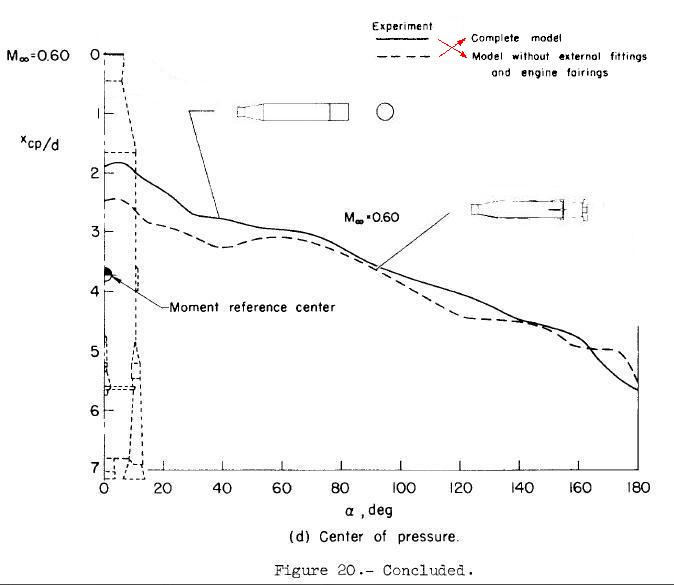 Experiment
Complete model
Model without external fittings
and engine fairings
M∞=0.60
0
1
xcp/d
2
M∞=0.60
3
Moment reference center
4
5
6
7
0 20 40 60 80 100 120 140 160 180
α, deg
(d) Center of pressure.
Figure 20.- Concluded.